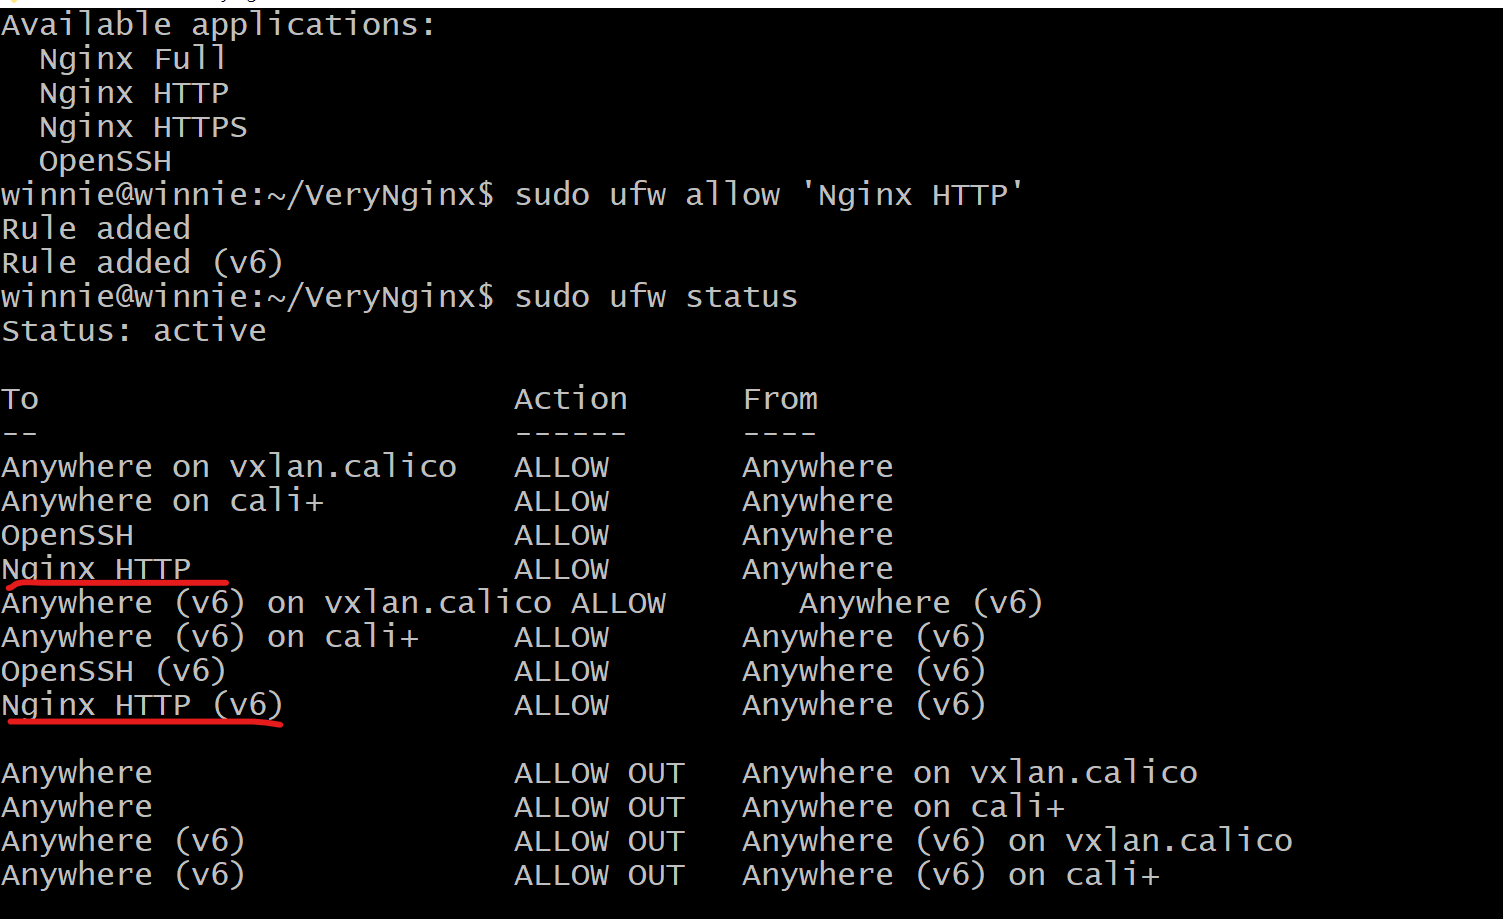 Available applications:
  Nginx Full
  Nginx HTTP
  Nginx HTTPS
  OpenSSH
winnie@winnie:~/VeryNginx$ sudo ufw allow 'Nginx HTTP'
Rule added
Rule added (v6)
winnie@winnie:~/VeryNginx$ sudo ufw status
Status: active

To                         Action      From
--                         ------      ----
Anywhere on vxlan.calico   ALLOW       Anywhere
Anywhere on cali+          ALLOW       Anywhere
OpenSSH                    ALLOW       Anywhere
Nginx HTTP                 ALLOW       Anywhere
Anywhere (v6) on vxlan.calico ALLOW       Anywhere (v6)
Anywhere (v6) on cali+     ALLOW       Anywhere (v6)
OpenSSH (v6)               ALLOW       Anywhere (v6)
Nginx HTTP (v6)            ALLOW       Anywhere (v6)

Anywhere                   ALLOW OUT   Anywhere on vxlan.calico
Anywhere                   ALLOW OUT   Anywhere on cali+
Anywhere (v6)              ALLOW OUT   Anywhere (v6) on vxlan.calico
Anywhere (v6)              ALLOW OUT   Anywhere (v6) on cali+